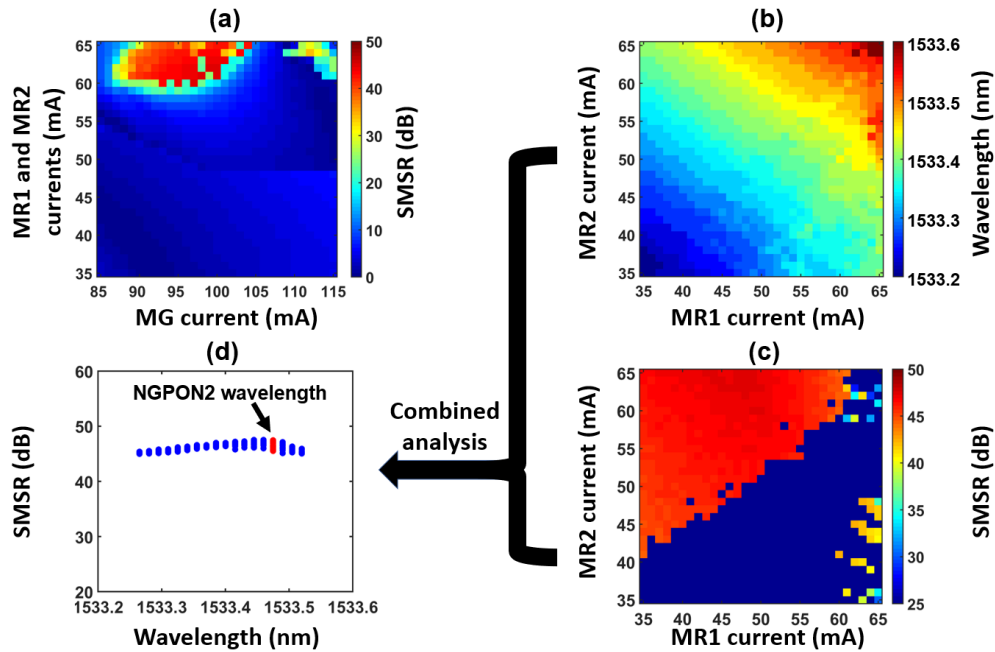 (a)
65
60
55
50
45
40
35
85 90 95 100 105 110 115
MR1 and MR2
currents (mA)
MG current (mA)
50
40
30
20
10
0
SMSR (dB)
(b)
65
60
55
50
45
40
35
35 40 45 50 55 60 65
MR2 current (mA)
MR1 current (mA)
1533.6
1533.5
1533.4
1533.3
1533.2
Wavelength (nm)
(d)
60
50
40
30
20
1533.2 1533.3 1533.4 1533.5 1533.6
NGPON2 wavelength
SMSR (dB)
Wavelength (nm)
Combined
analysis
(c)
65
60
55
50
45
40
35
35 40 45 50 55 60 65
MR2 current (mA)
MR1 current (mA)
50
45
40
35
30
25
SMSR (dB)